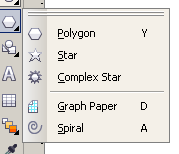 Polygon Y
Star
Complex Star
Graph Paper D
Spiral A
A